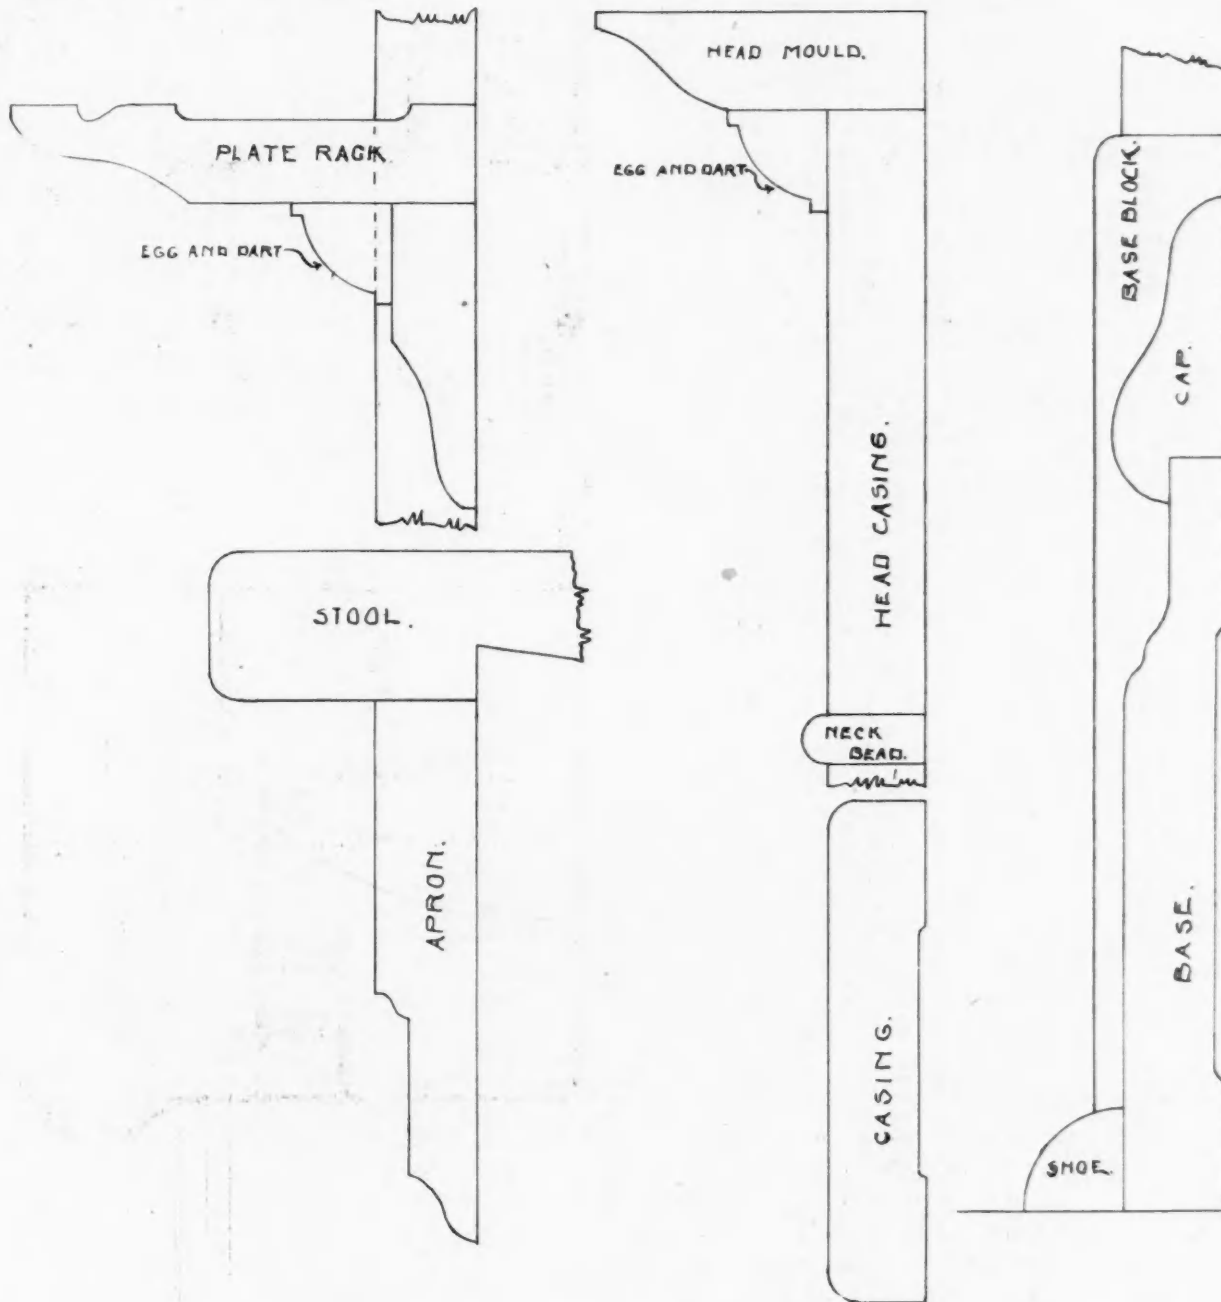 PLATE RACK.
EGG AND DART
STOOL.
APRON.
HEAD MOULD.
EGG AND DART
HEAD CASING.
NECK
BEAD.
CASING.
BASE BLOCK.
CAP.
BASE.
SHOE.